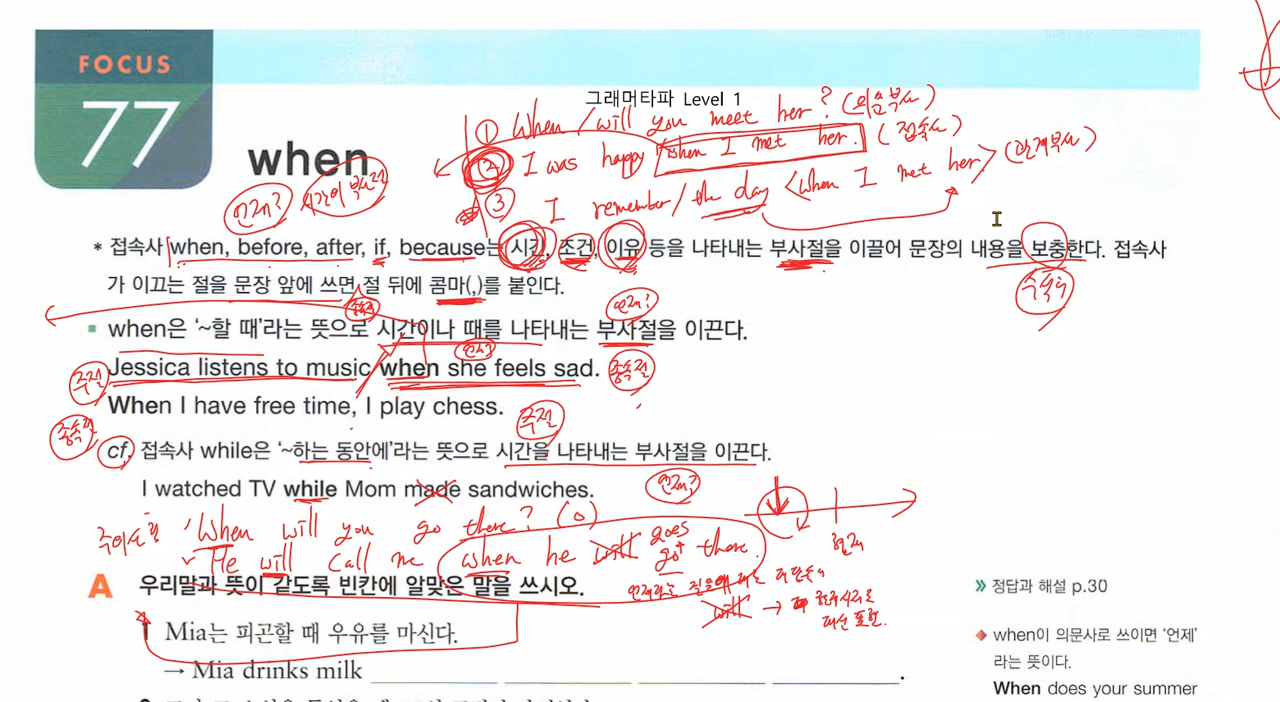 FOCUS
77
when
그래머타파 Level 1
① When / will you meet her? (의문부사)
② I was happy when I met her. (접속사)
③ I remember / the day <when I met her> (관계부사)
언제?
* 접속사 when, before, after, if, because는 시간, 조건, 이유 등을 나타내는 부사절을 이끌어 문장의 내용을 보충한다. 접속사
가 이끄는 절을 문장 앞에 쓰면 절 뒤에 콤마(,)를 붙인다.
종속절
언제?
when은 '~할 때'라는 뜻으로 시간이나 때를 나타내는 부사절을 이끈다.
언제?
주절
Jessica listens to music when she feels sad.
종속절
When I have free time, I play chess.
종속절
주절
cf. 접속사 while은 '~하는 동안에'라는 뜻으로 시간을 나타내는 부사절을 이끈다.
I watched TV while Mom made sandwiches.
언제?
현재
When will you go there? (o)
He will call me when he will goes go there.
will → 현재시제로
A 우리말과 뜻이 같도록 빈칸에 알맞은 말을 쓰시오.
1 Mia는 피곤할 때 우유를 마신다.
→ Mia drinks milk
.
» 정답과 해설 p.30
when이 의문사로 쓰이면 '언제'
라는 뜻이다.
When does your summer